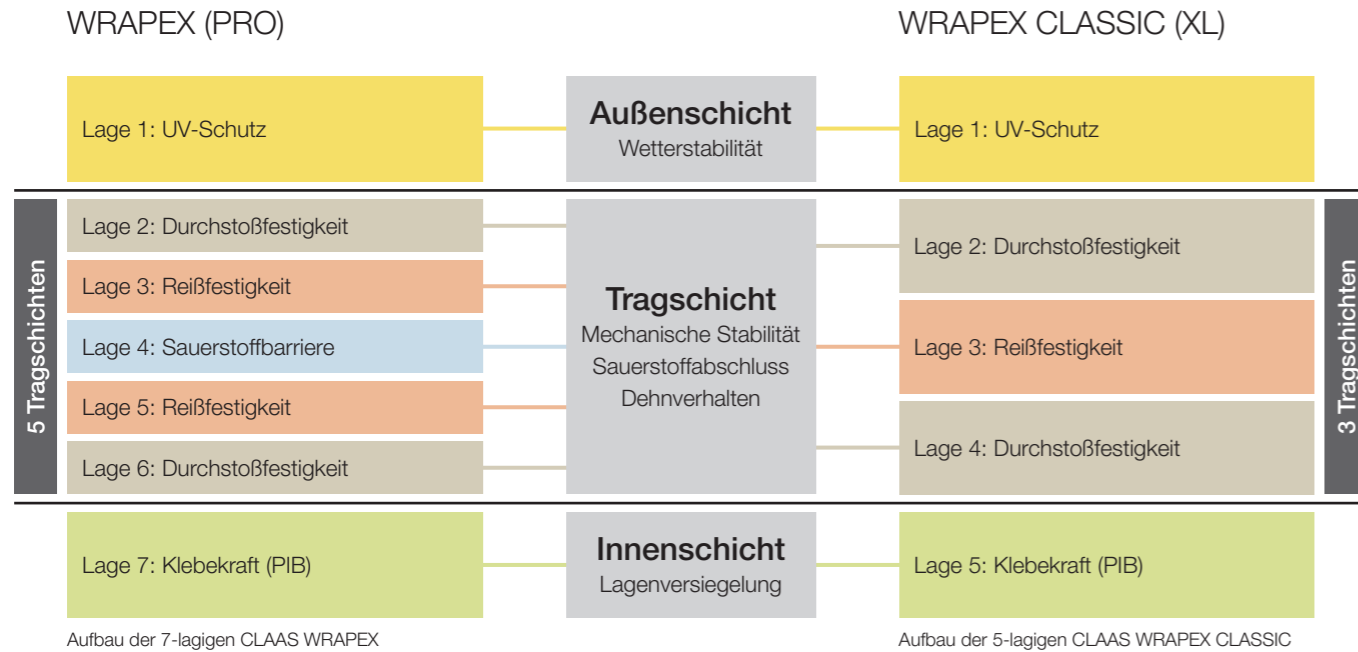 WRAPEX (PRO)
WRAPEX CLASSIC (XL)
Lage 1: UV-Schutz
Außenschicht
Wetterstabilität
Lage 1: UV-Schutz
5 Tragschichten
Lage 2: Durchstoßfestigkeit
Lage 3: Reißfestigkeit
Lage 4: Sauerstoffbarriere
Lage 5: Reißfestigkeit
Lage 6: Durchstoßfestigkeit
Tragschicht
Mechanische Stabilität
Sauerstoffabschluss
Dehnverhalten
Lage 2: Durchstoßfestigkeit
Lage 3: Reißfestigkeit
Lage 4: Durchstoßfestigkeit
3 Tragschichten
Lage 7: Klebekraft (PIB)
Innenschicht
Lagenversiegelung
Lage 5: Klebekraft (PIB)
Aufbau der 7-lagigen CLAAS WRAPEX
Aufbau der 5-lagigen CLAAS WRAPEX CLASSIC